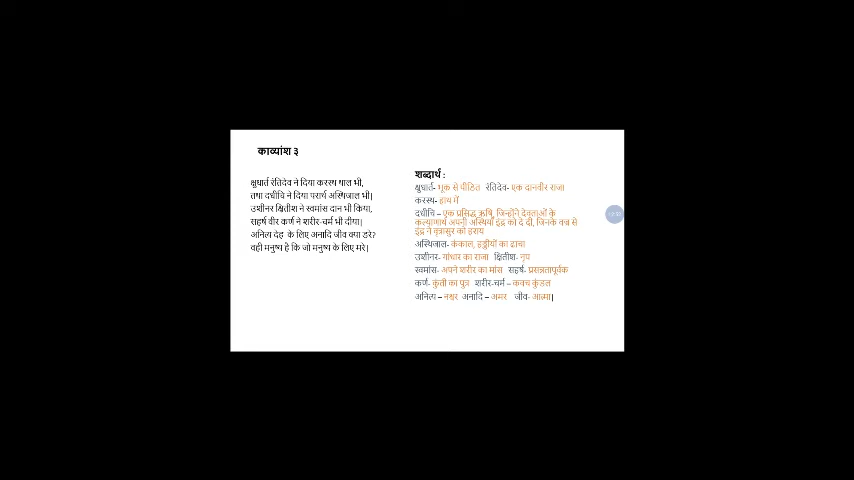 काव्यांश ३
क्षुधार्त रंतिदेव ने दिया करस्थ थाल भी,
तथा दधीचि ने दिया परार्थ अस्थिजाल भी|
उशीनर क्षितीश ने स्वमांस दान भी किया,
सहर्ष वीर कर्ण ने शरीर-चर्म भी दीया|
अनित्य देह के लिए अनादि जीव क्या डरे?
वही मनुष्य है कि जो मनुष्य के लिए मरे|
शब्दार्थ :
क्षुधार्त- भूक से पीडित रंतिदेव- एक दानवीर राजा
करस्थ- हाथ में
दधीचि – एक प्रसिद्ध ऋषि, जिन्होंने देवताओं के
कल्याणार्थ अपनी अस्थियाँ इंद्र को दे दी, जिनके वज्र से
इंद्र ने वृत्रासुर को हराय
अस्थिजाल- कंकाल, हड्डीयों का ढाचा
उशीनर- गंधार का राजा क्षितीश- नृप
स्वमांस- अपने शरीर का मांस सहर्ष- प्रसन्नतापूर्वक
कर्ण- कुंती का पुत्र शरीर-चर्म – कवच कुंडल
अनित्य – नश्वर अनादि – अमर जीव- आत्मा|